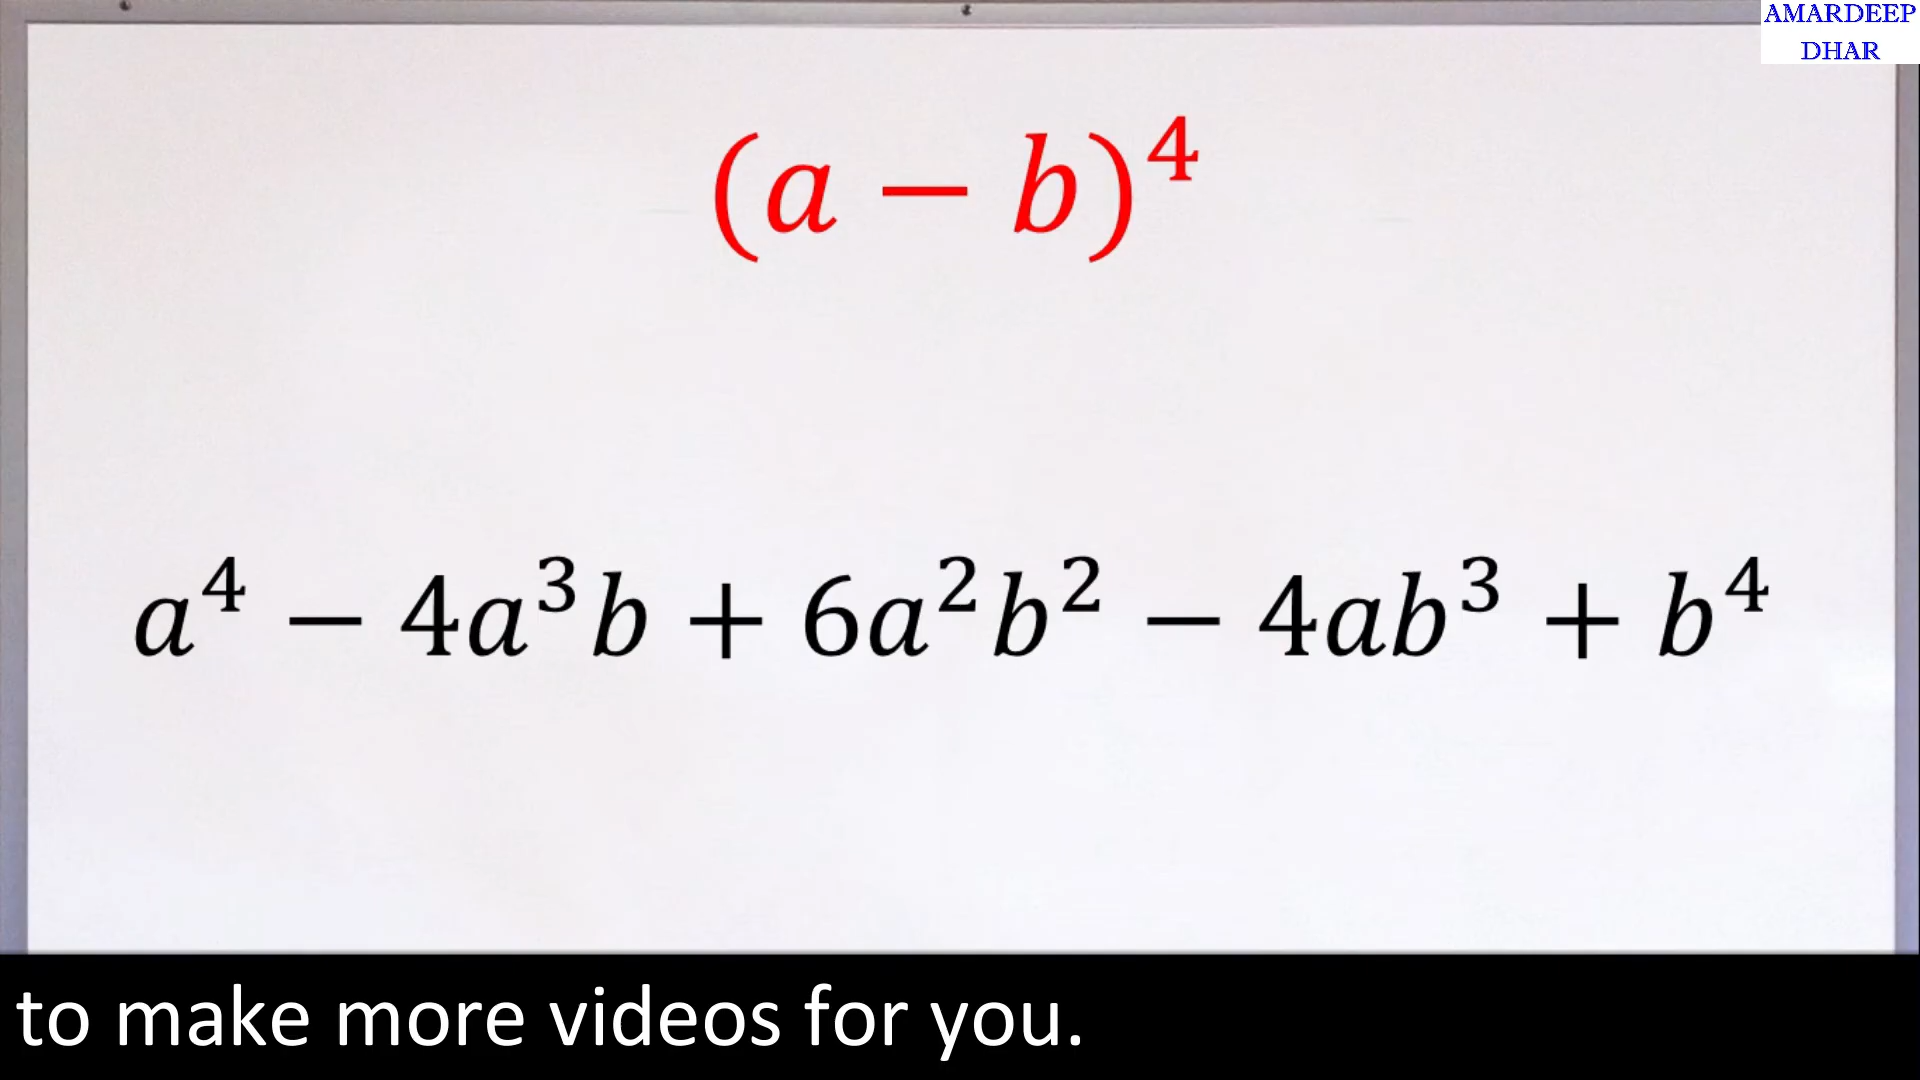 AMARDEEP
DHAR
(a − b)⁴
a⁴ − 4a³b + 6a²b² − 4ab³ + b⁴
to make more videos for you.